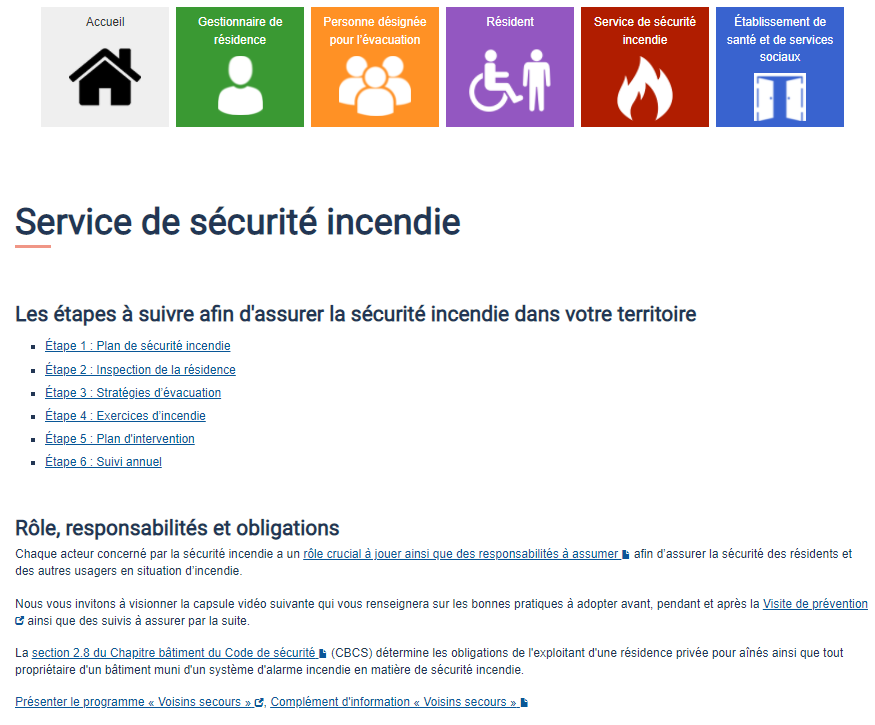 Accueil
Gestionnaire de
résidence
Personne désignée
pour l'évacuation
Résident
Service de sécurité
incendie
Établissement de
santé et de services
sociaux
Service de sécurité incendie
Les étapes à suivre afin d'assurer la sécurité incendie dans votre territoire
Étape 1 : Plan de sécurité incendie
Étape 2 : Inspection de la résidence
Étape 3 : Stratégies d'évacuation
Étape 4 : Exercices d'incendie
Étape 5 : Plan d'intervention
Étape 6 : Suivi annuel
Rôle, responsabilités et obligations
Chaque acteur concerné par la sécurité incendie a un rôle crucial à jouer ainsi que des responsabilités à assumer afin d'assurer la sécurité des résidents et
des autres usagers en situation d'incendie.
Nous vous invitons à visionner la capsule vidéo suivante qui vous renseignera sur les bonnes pratiques à adopter avant, pendant et après la Visite de prévention
ainsi que des suivis à assurer par la suite.
La section 2.8 du Chapitre bâtiment du Code de sécurité (CBCS) détermine les obligations de l'exploitant d'une résidence privée pour aînés ainsi que tout
propriétaire d'un bâtiment muni d'un système d'alarme incendie en matière de sécurité incendie.
Présenter le programme « Voisins secours » , Complément d'information « Voisins secours »